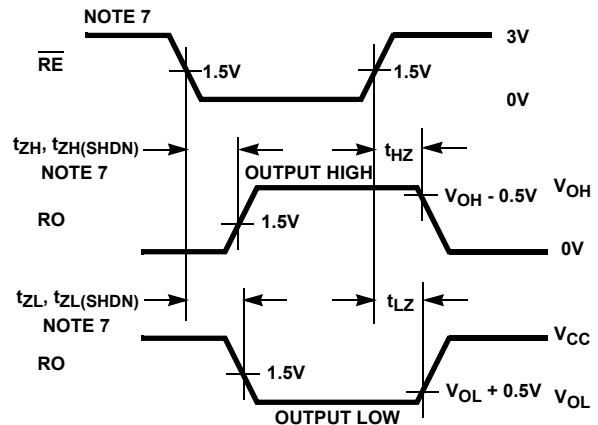 NOTE 7
RE
1.5V
1.5V
3V
0V
tZH, tZH(SHDN)
NOTE 7
tHZ
OUTPUT HIGH
VOH - 0.5V
VOH
RO
1.5V
0V
tZL, tZL(SHDN)
NOTE 7
tLZ
RO
VCC
1.5V
VOL + 0.5V
VOL
OUTPUT LOW